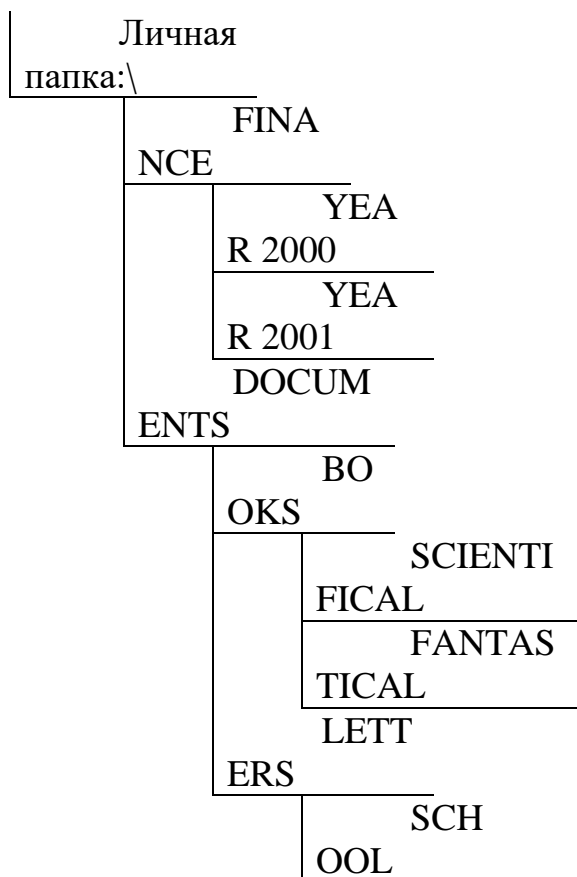 Личная
папка:\
FINA
NCE
YEA
R 2000
YEA
R 2001
DOCUM
ENTS
BO
OKS
SCIENTI
FICAL
FANTAS
TICAL
LETT
ERS
SCH
OOL